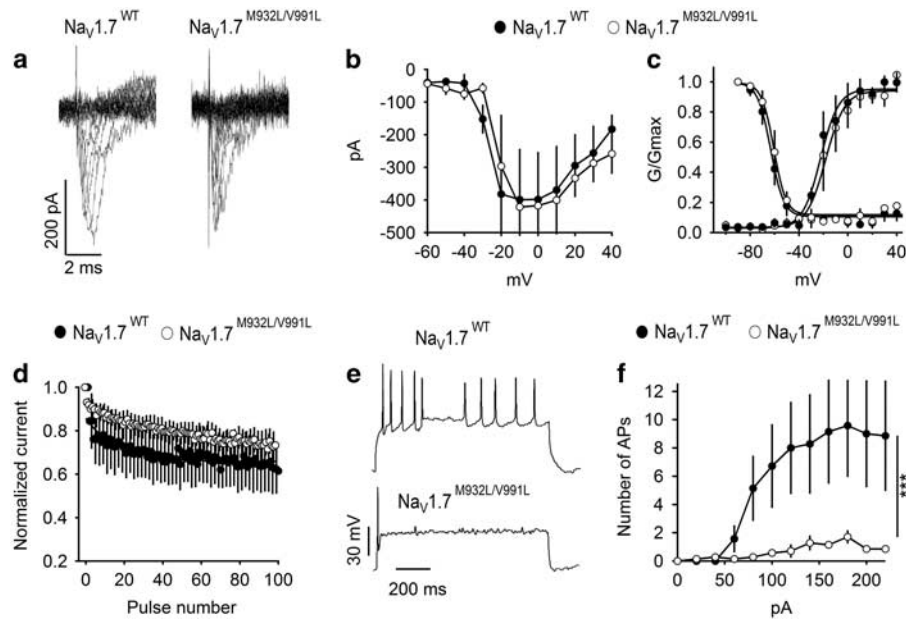 NaV1.7WT NaV1.7M932L/V991L
NaV1.7WT NaV1.7M932L/V991L
a
b
c
200 pA
2 ms
pA
0
-100
-200
-300
-400
-500
-60 -40 -20 0 20 40
mV
G/Gmax
1.0
0.8
0.6
0.4
0.2
0.0
-80 -40 0 40
mV
NaV1.7WT NaV1.7M932L/V991L
NaV1.7WT
NaV1.7WT NaV1.7M932L/V991L
d
e
f
Normalized current
1.0
0.8
0.6
0.4
0.2
0 20 40 60 80 100
Pulse number
NaV1.7M932L/V991L
30 mV
200 ms
Number of APs
12
10
8
6
4
2
0
0 50 100 150 200
pA
***